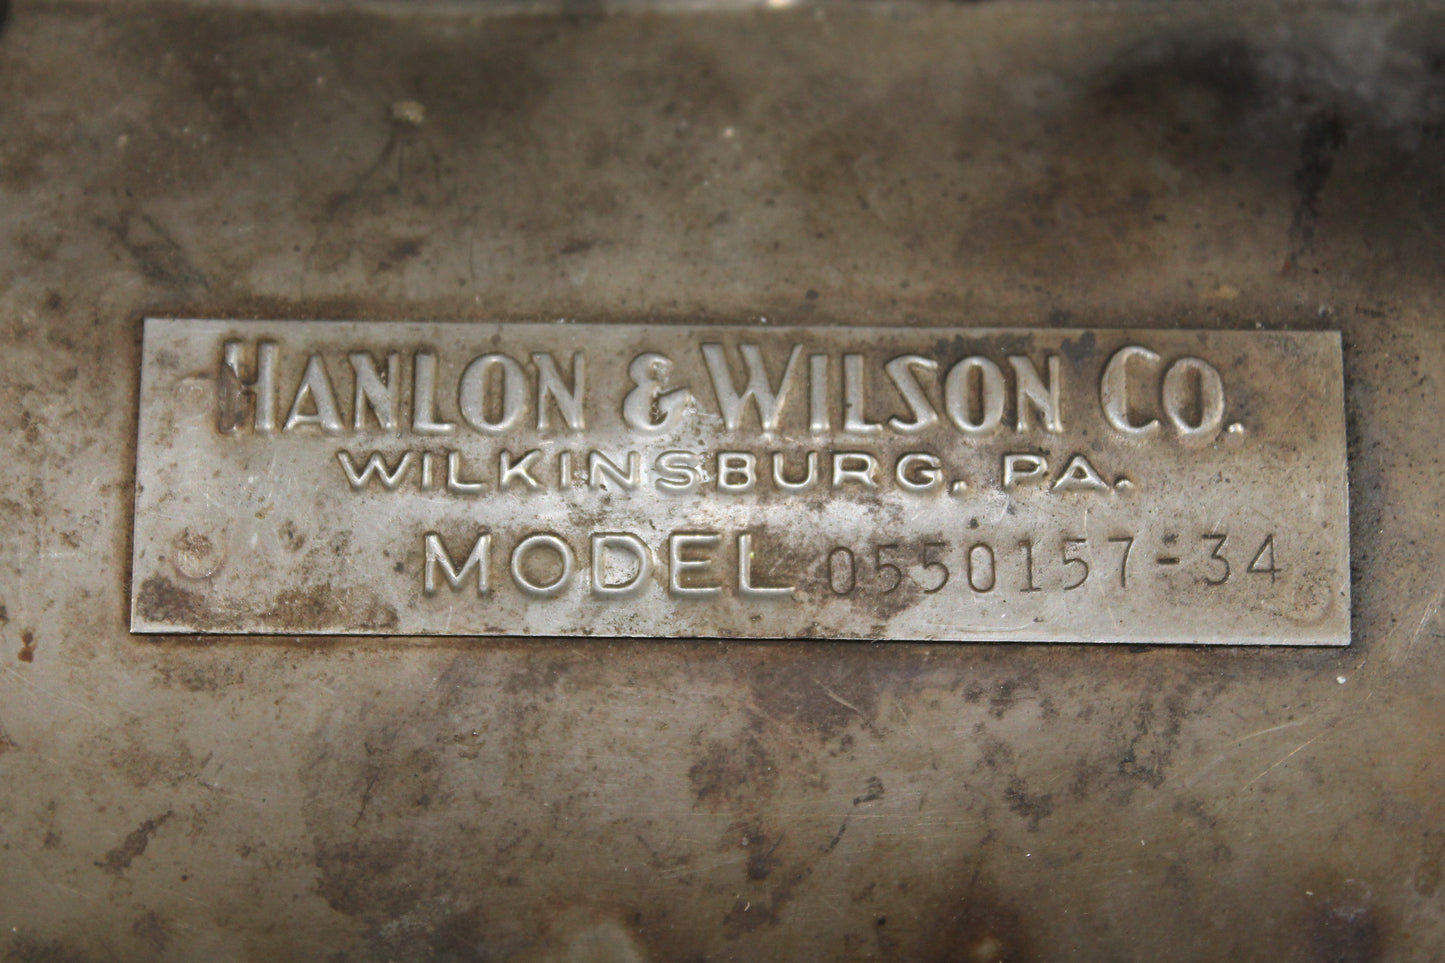 HANLON & WILSON CO.
WILKINSBURG, PA.
MODEL 0550157-34